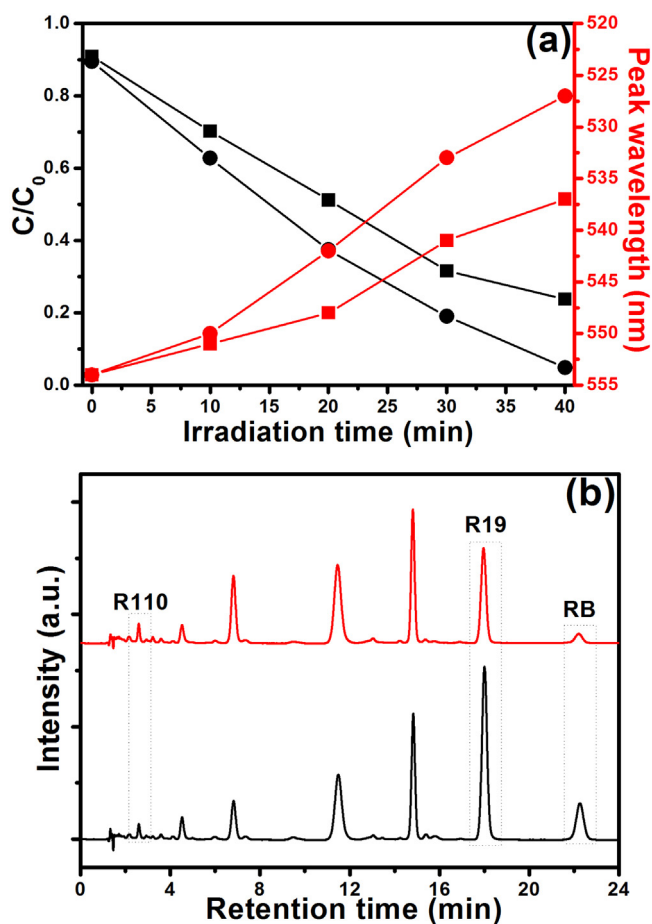 (a)
1.0
0.8
0.6
0.4
0.2
0.0
C/C0
520
525
530
535
540
545
550
555
Peak wavelength (nm)
0 5 10 15 20 25 30 35 40
Irradiation time (min)
(b)
R19
R110
RB
Intensity (a.u.)
0 4 8 12 16 20 24
Retention time (min)